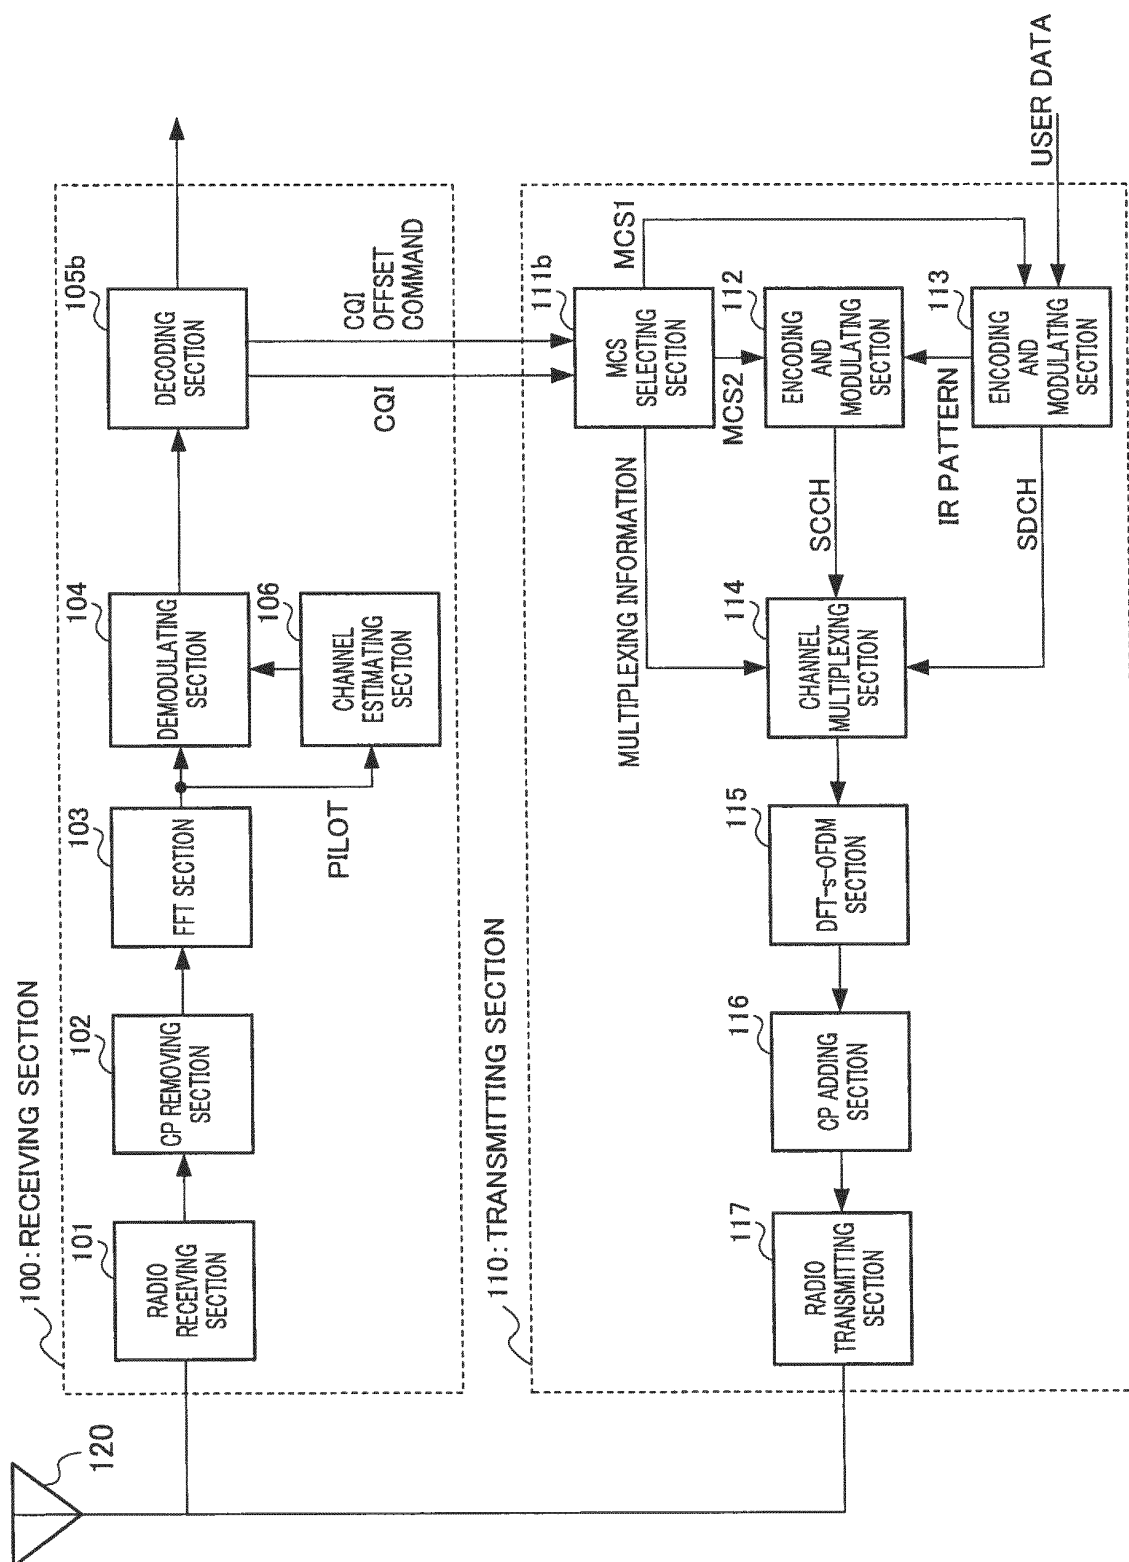 100: RECEIVING SECTION
101
RADIO
RECEIVING
SECTION
102
CP REMOVING
SECTION
103
FFT SECTION
PILOT
104
DEMODULATING
SECTION
106
CHANNEL
ESTIMATING
SECTION
105b
DECODING
SECTION
CQI
CQI
OFFSET
COMMAND
120
110: TRANSMITTING SECTION
117
RADIO
TRANSMITTING
SECTION
116
CP ADDING
SECTION
115
DFT-s-OFDM
SECTION
114
CHANNEL
MULTIPLEXING
SECTION
MULTIPLEXING INFORMATION
SCCH
SDCH
111b
MCS
SELECTING
SECTION
MCS1
MCS2
112
ENCODING
AND
MODULATING
SECTION
IR PATTERN
113
ENCODING
AND
MODULATING
SECTION
USER DATA